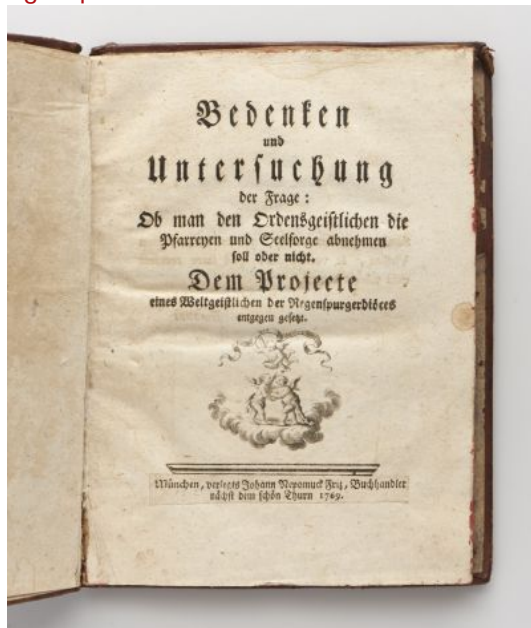 Bedenken
und
Untersuchung
der Frage:
Ob man den Ordensgeistlichen die
Pfarreyen und Seelsorge abnehmen
soll oder nicht.
Dem Projecte
eines Weltgeistlichen der Regenspurgerdiöces
entgegen gesetzt.
München, verlegts Johann Nepomuck Fritz, Buchhandler
nächst dem schön Thurn 1769.